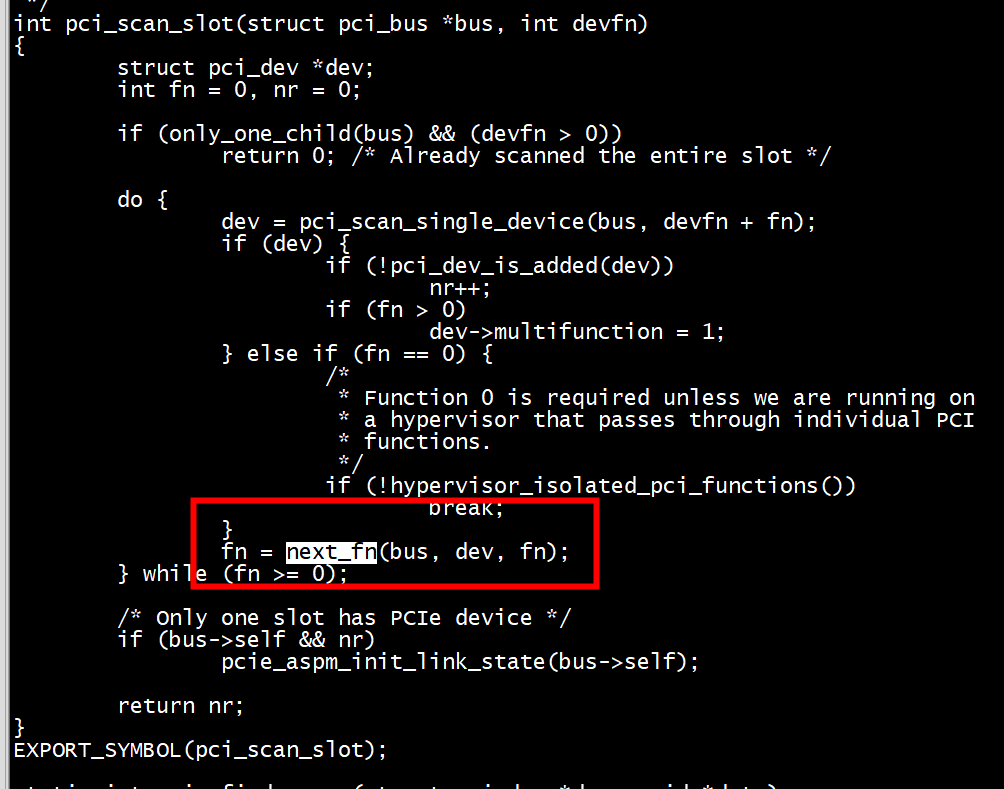 */
int pci_scan_slot(struct pci_bus *bus, int devfn)
{
struct pci_dev *dev;
int fn = 0, nr = 0;
if (only_one_child(bus) && (devfn > 0))
return 0; /* Already scanned the entire slot */
do {
dev = pci_scan_single_device(bus, devfn + fn);
if (dev) {
if (!pci_dev_is_added(dev))
nr++;
if (fn > 0)
dev->multifunction = 1;
} else if (fn == 0) {
/*
* Function 0 is required unless we are running on
* a hypervisor that passes through individual PCI
* functions.
*/
if (!hypervisor_isolated_pci_functions())
break;
}
fn = next_fn(bus, dev, fn);
} while (fn >= 0);
/* Only one slot has PCIe device */
if (bus->self && nr)
pcie_aspm_init_link_state(bus->self);
return nr;
}
EXPORT_SYMBOL(pci_scan_slot);